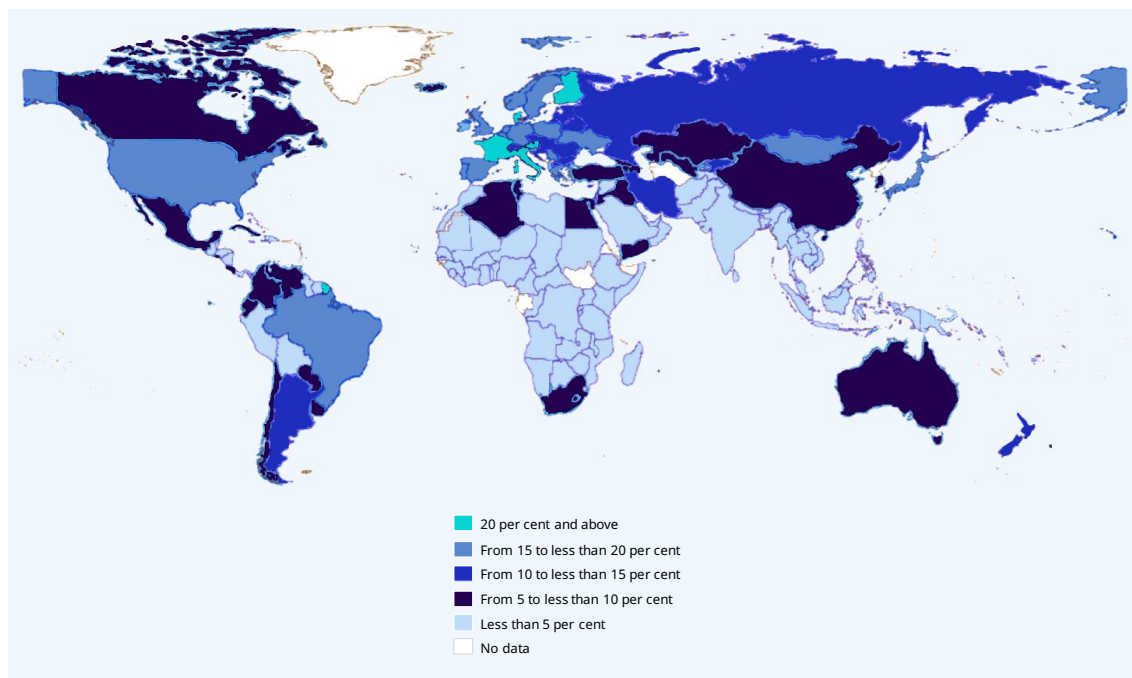 20 per cent and above
From 15 to less than 20 per cent
From 10 to less than 15 per cent
From 5 to less than 10 per cent
Less than 5 per cent
No data